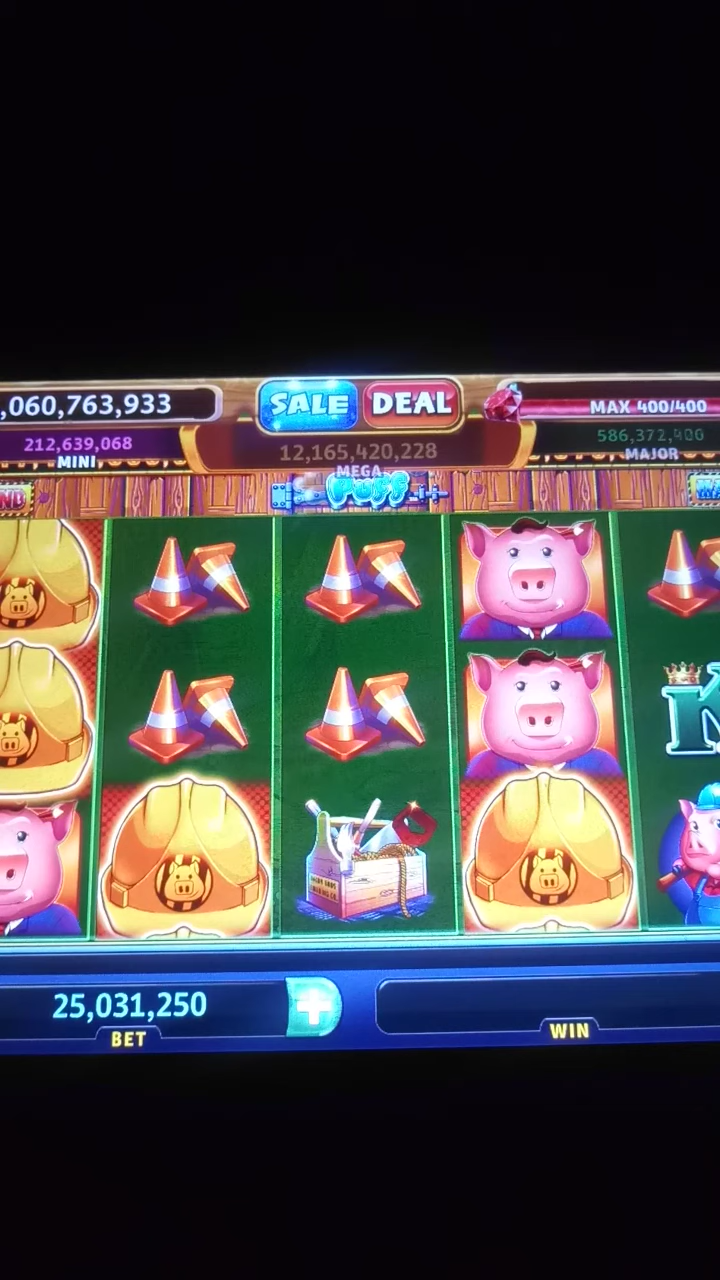 ,060,763,933
SALE DEAL
MAX 400/400
212,639,068
MINI
12,165,420,228
MEGA
586,372,400
MAJOR
PUFF
K
25,031,250
BET
WIN